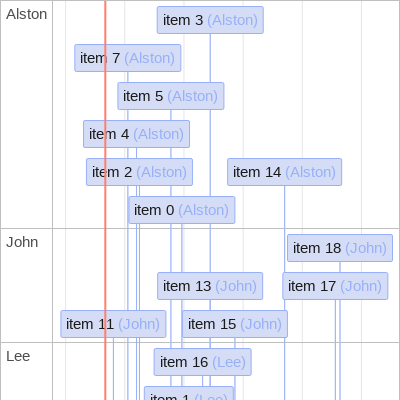 Alston
item 3 (Alston)
item 7 (Alston)
item 5 (Alston)
item 4 (Alston)
item 2 (Alston)
item 14 (Alston)
item 0 (Alston)
John
item 18 (John)
item 13 (John)
item 17 (John)
item 11 (John)
item 15 (John)
Lee
item 16 (Lee)
item 1 (Lee)